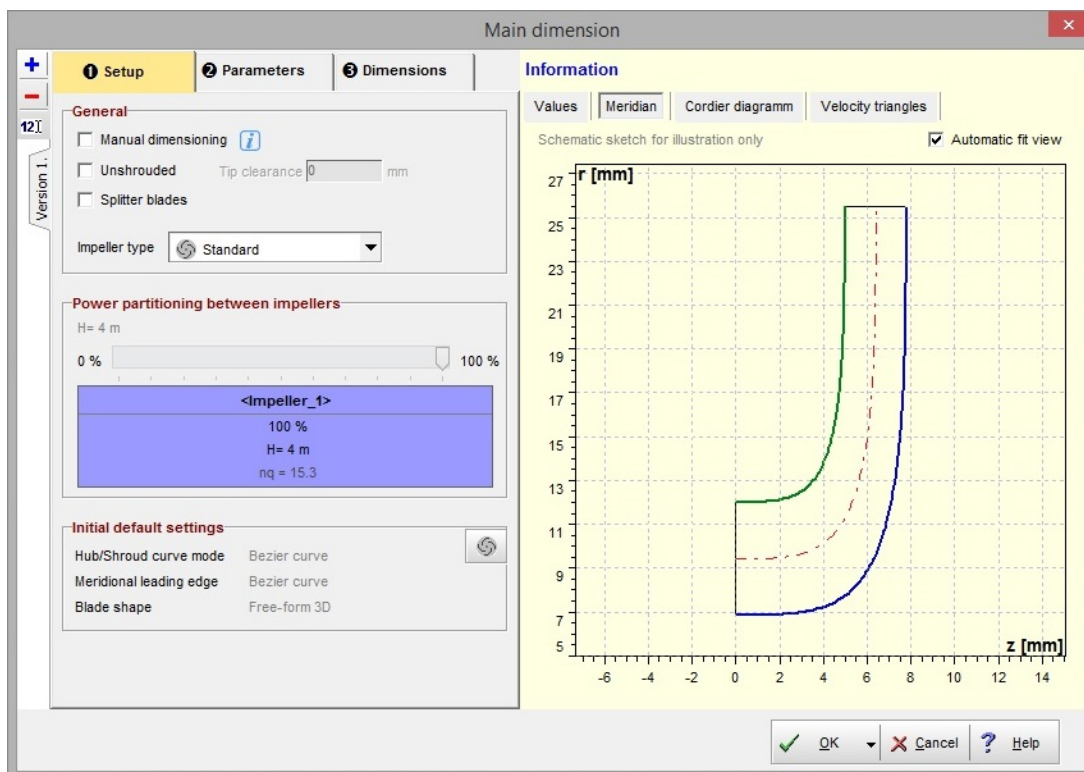 Main dimension
Setup
Parameters
Dimensions
Version 1.
General
Manual dimensioning
Unshrouded Tip clearance 0 mm
Splitter blades
Impeller type Standard
Power partitioning between impellers
H= 4 m
0 % 100 %
<Impeller_1>
100 %
H= 4 m
nq = 15.3
Initial default settings
Hub/Shroud curve mode Bezier curve
Meridional leading edge Bezier curve
Blade shape Free-form 3D
Information
Values Meridian Cordier diagramm Velocity triangles
Schematic sketch for illustration only Automatic fit view
r [mm]
27
25
23
21
19
17
15
13
11
9
7
5
z [mm]
-6 -4 -2 0 2 4 6 8 10 12 14
OK Cancel Help